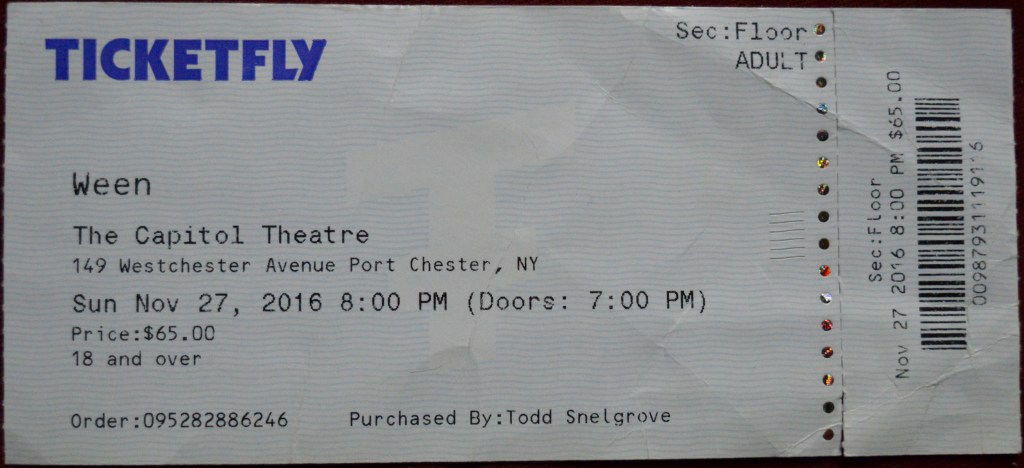 TICKETFLY
Sec:Floor
ADULT
Ween
The Capitol Theatre
149 Westchester Avenue Port Chester, NY
Sun Nov 27, 2016 8:00 PM (Doors: 7:00 PM)
Price:$65.00
18 and over
Order:095282886246
Purchased By:Todd Snelgrove
Sec:Floor
Nov 27 2016 8:00 PM $65.00
00987931119116